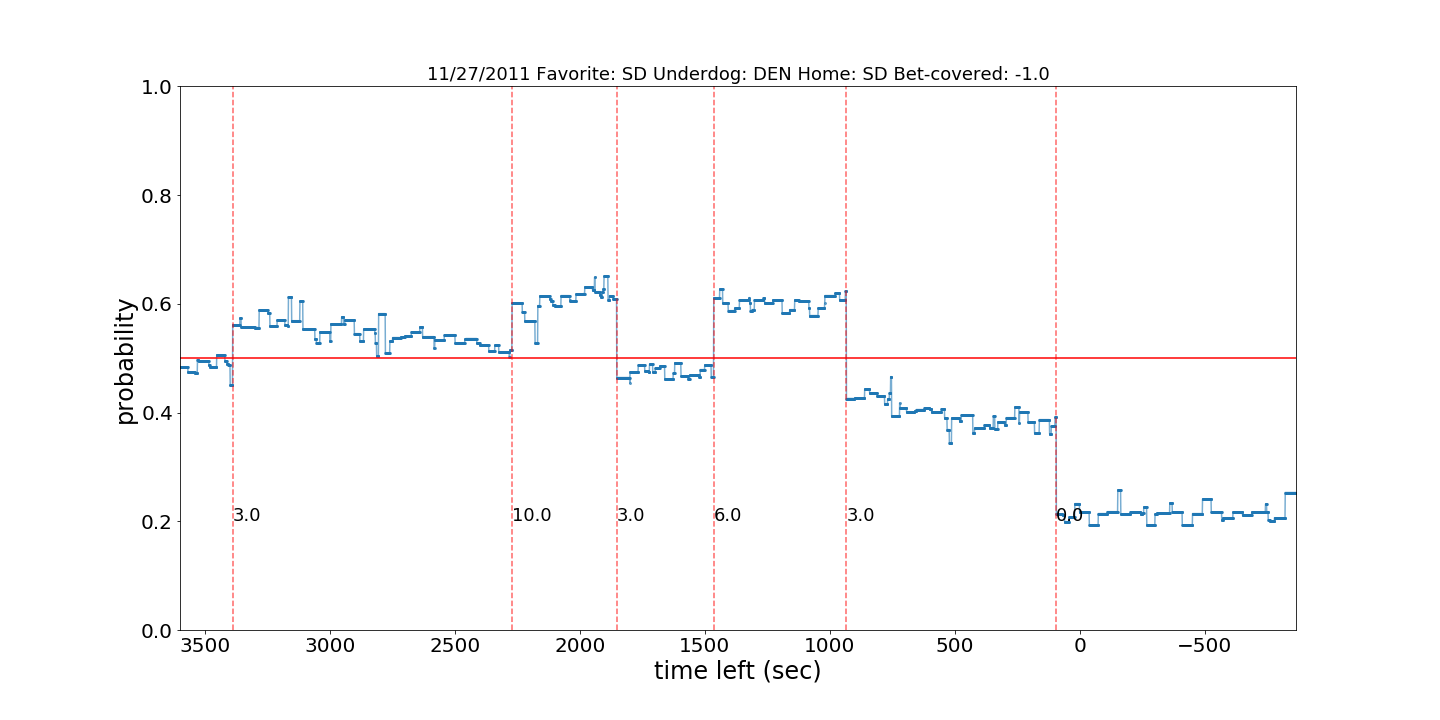 11/27/2011 Favorite: SD Underdog: DEN Home: SD Bet-covered: -1.0
1.0
0.8
0.6
0.4
0.2
0.0
probability
3.0 10.0 3.0 6.0 3.0 0.0
3500 3000 2500 2000 1500 1000 500 0 −500
time left (sec)